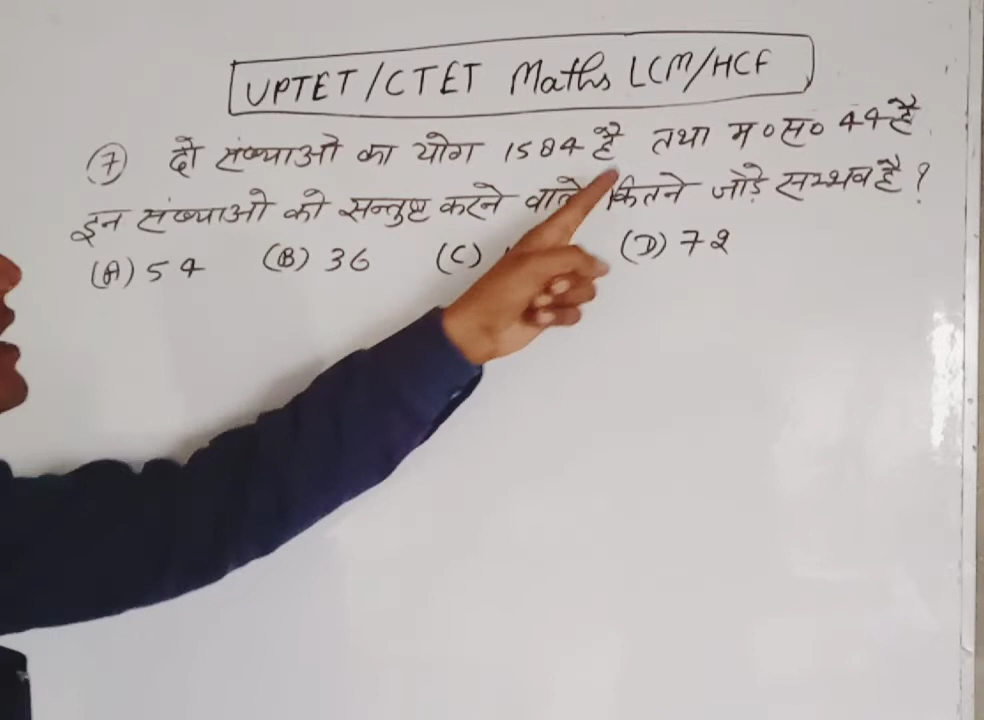 UPTET/CTET Maths LCM/HCF
(7) दो संख्याओ का योग 1584 है तथा म०स० 44 है
इन संख्याओ को सन्तुष्ट करने वाले कितने जोड़े सम्भव है ?
(A) 54 (B) 36 (C) (D) 72